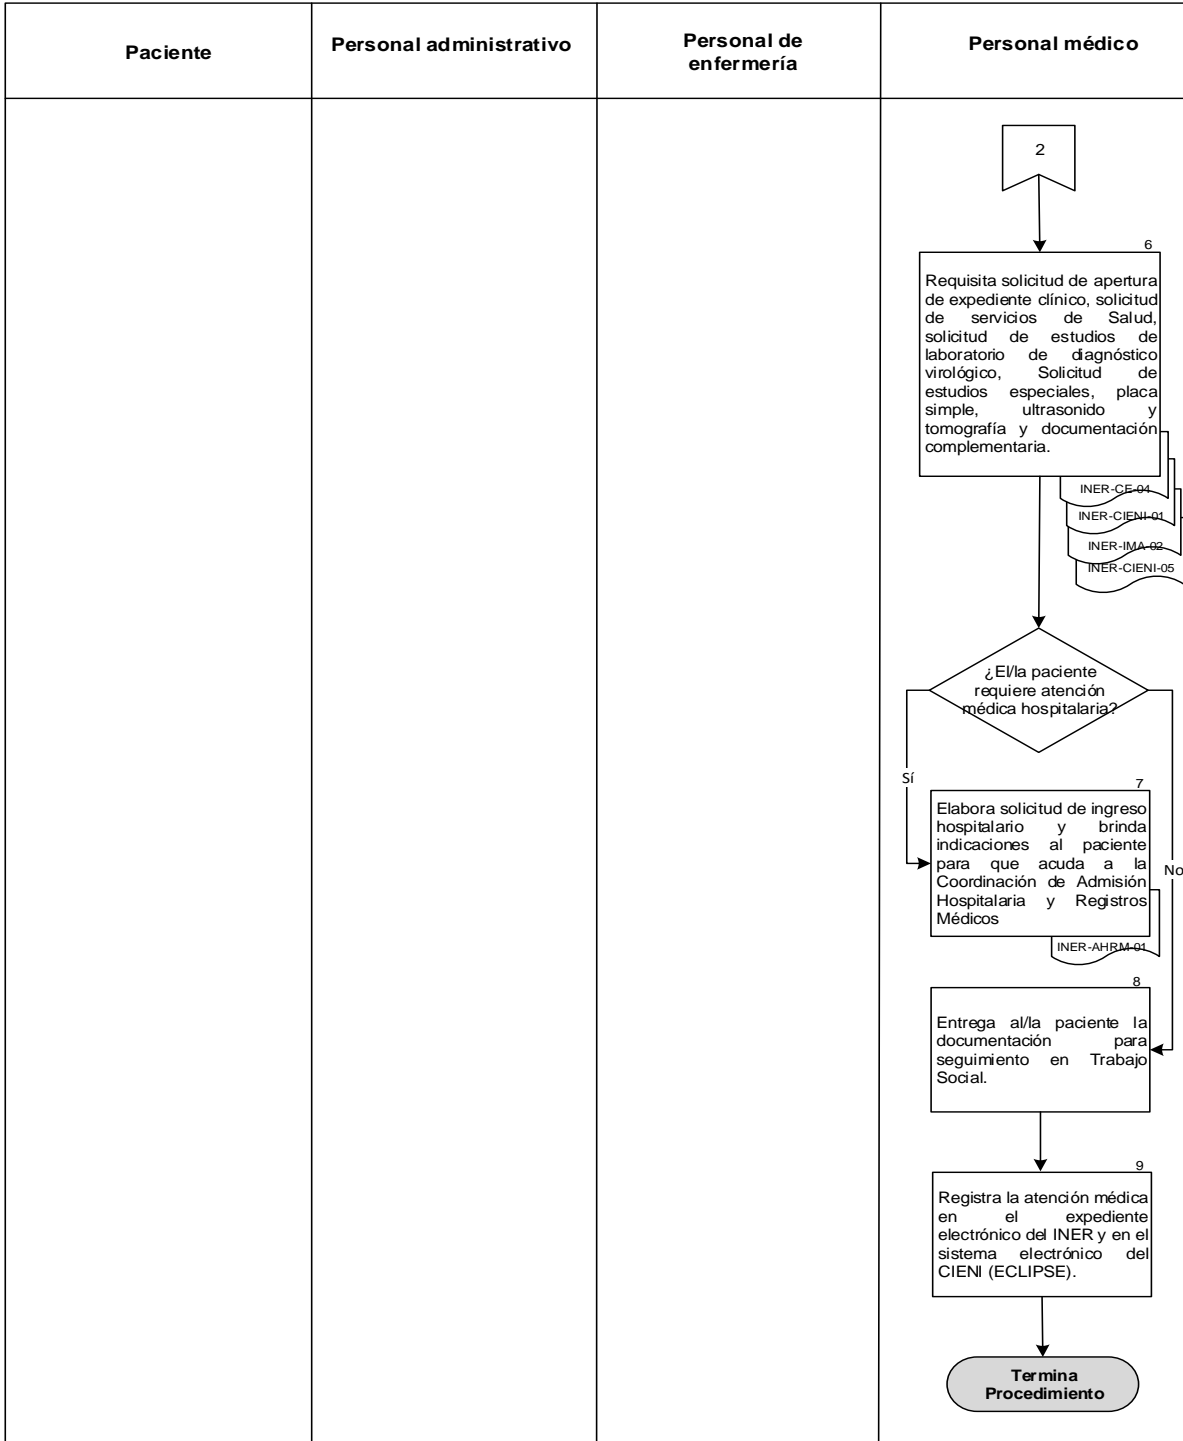 Paciente
Personal administrativo
Personal de
enfermería
Personal médico
2
6
Requisita solicitud de apertura
de expediente clínico, solicitud
de servicios de Salud,
solicitud de estudios de
laboratorio de diagnóstico
virológico, Solicitud de
estudios especiales, placa
simple, ultrasonido y
tomografía y documentación
complementaria.
INER-CE-04
INER-CIENI-01
INER-IMA-02
INER-CIENI-05
¿El/la paciente
requiere atención
médica hospitalaria?
Sí
No
7
Elabora solicitud de ingreso
hospitalario y brinda
indicaciones al paciente
para que acuda a la
Coordinación de Admisión
Hospitalaria y Registros
Médicos
INER-AHRM-01
8
Entrega al/la paciente la
documentación para
seguimiento en Trabajo
Social.
9
Registra la atención médica
en el expediente
electrónico del INER y en el
sistema electrónico del
CIENI (ECLIPSE).
Termina
Procedimiento